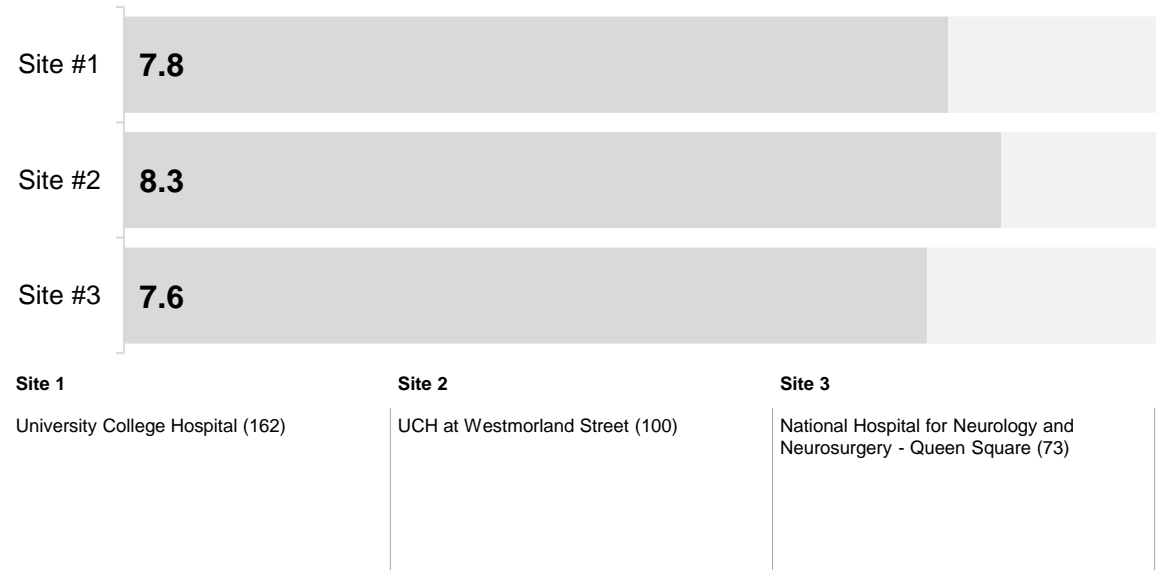 Site #1
7.8
Site #2
8.3
Site #3
7.6
Site 1
University College Hospital (162)
Site 2
UCH at Westmorland Street (100)
Site 3
National Hospital for Neurology and
Neurosurgery - Queen Square (73)